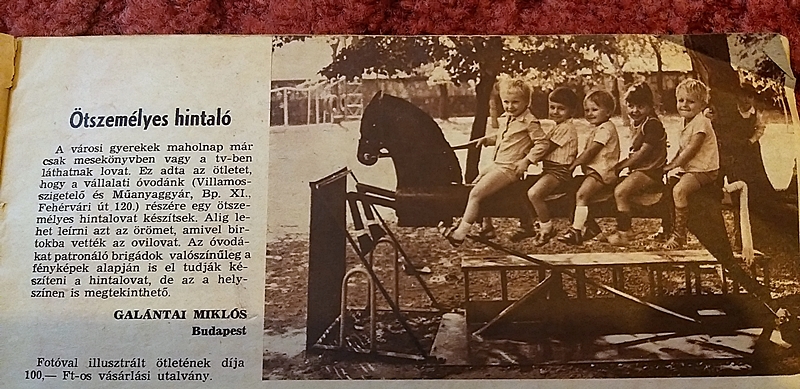 Ötszemélyes hintaló
A városi gyerekek maholnap már
csak mesekönyvben vagy a tv-ben
láthatnak lovat. Ez adta az ötletet,
hogy a vállalati óvodánk (Villamos-
szigetelő és Műanyaggyár, Bp. XI.,
Fehérvári út 120.) részére egy ötsze-
mélyes hintalovat készítsek. Alig le-
het leírni azt az örömet, amivel bir-
tokba vették az ovilovat. Az óvodá-
kat patronáló brigádok valószínűleg a
fényképek alapján is el tudják ké-
szíteni a hintalovat, de az a hely-
színen is megtekinthető.
GALÁNTAI MIKLÓS
Budapest
Fotóval illusztrált ötletének díja
100,— Ft-os vásárlási utalvány.